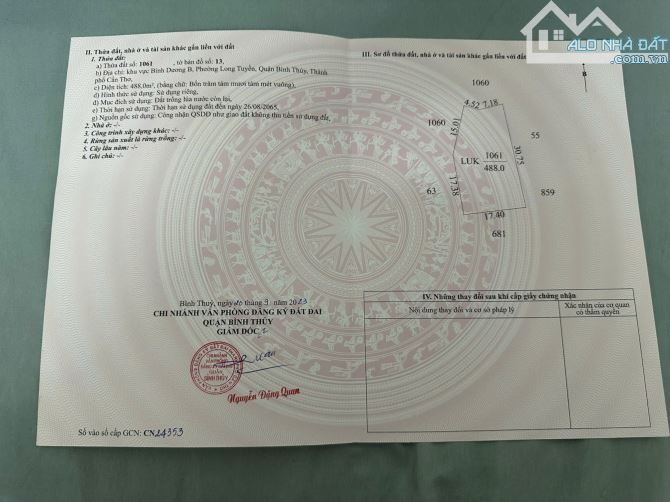 ALO NHÀ ĐẤT
II. Thửa đất, nhà ở và tài sản khác gắn liền với đất
1. Thửa đất:
a) Thửa đất số: 1061 , tờ bản đồ số: 13,
b) Địa chỉ: khu vực Bình Dương B, Phường Long Tuyền, Quận Bình Thủy, Thành
phố Cần Thơ,
c) Diện tích: 488.0m², (bằng chữ: Bốn trăm tám mươi tám mét vuông),
d) Hình thức sử dụng: Sử dụng riêng,
đ) Mục đích sử dụng: Đất trồng lúa nước còn lại,
e) Thời hạn sử dụng: Thời hạn sử dụng đất đến ngày 26/08/2065,
g) Nguồn gốc sử dụng: Công nhận QSDĐ như giao đất không thu tiền sử dụng đất,
2. Nhà ở: -/-
3. Công trình xây dựng khác: -/-
4. Rừng sản xuất là rừng trồng: -/-
5. Cây lâu năm: -/-
6. Ghi chú: -/-
Bình Thuỷ, ngày 20 tháng 9 năm 2023
CHI NHÁNH VĂN PHÒNG ĐĂNG KÝ ĐẤT ĐAI
QUẬN BÌNH THỦY
GIÁM ĐỐC
BÌNH THỦY
Nguyễn Đặng Quan
Số vào sổ cấp GCN: CN24353
III. Sơ đồ thửa đất, nhà ở và tài sản khác gắn liền với đất
B
1060
4.52 7.18
1060
10.51
55
30.75
LUK 1061
488.0
63
17.38
859
17.40
681
IV. Những thay đổi sau khi cấp giấy chứng nhận
Nội dung thay đổi và cơ sở pháp lý
Xác nhận của cơ quan
có thẩm quyền